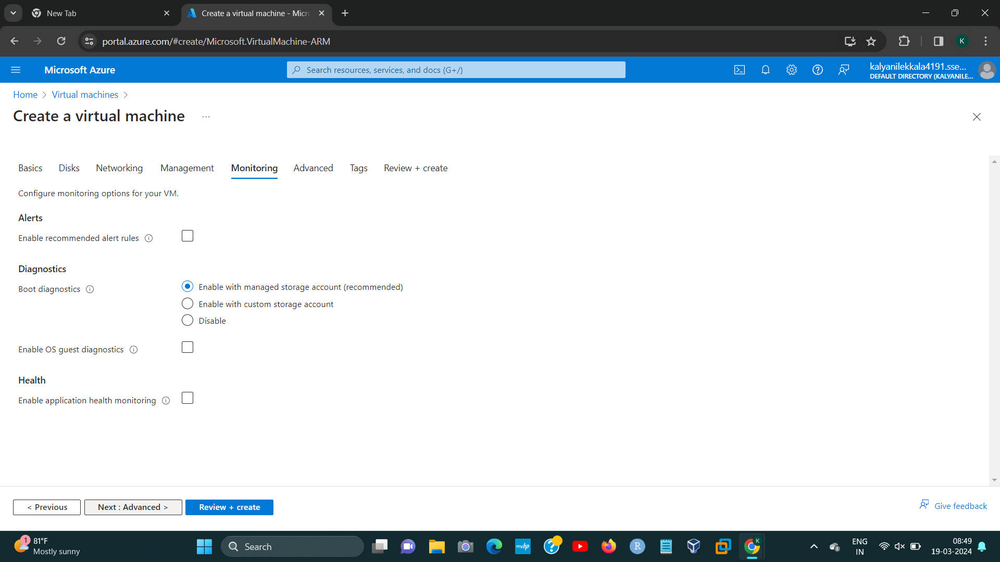 New Tab
Create a virtual machine - Micr
portal.azure.com/#create/Microsoft.VirtualMachine-ARM
K
Microsoft Azure
Search resources, services, and docs (G+/)
kalyanilekkala4191.sse...
DEFAULT DIRECTORY (KALYANILE...
Home > Virtual machines >
Create a virtual machine ...
Basics Disks Networking Management Monitoring Advanced Tags Review + create
Configure monitoring options for your VM.
Alerts
Enable recommended alert rules
Diagnostics
Boot diagnostics
Enable with managed storage account (recommended)
Enable with custom storage account
Disable
Enable OS guest diagnostics
Health
Enable application health monitoring
< Previous
Next : Advanced >
Review + create
Give feedback
1
81°F
Mostly sunny
Search
myhp
R
K
ENG
IN
08:49
19-03-2024